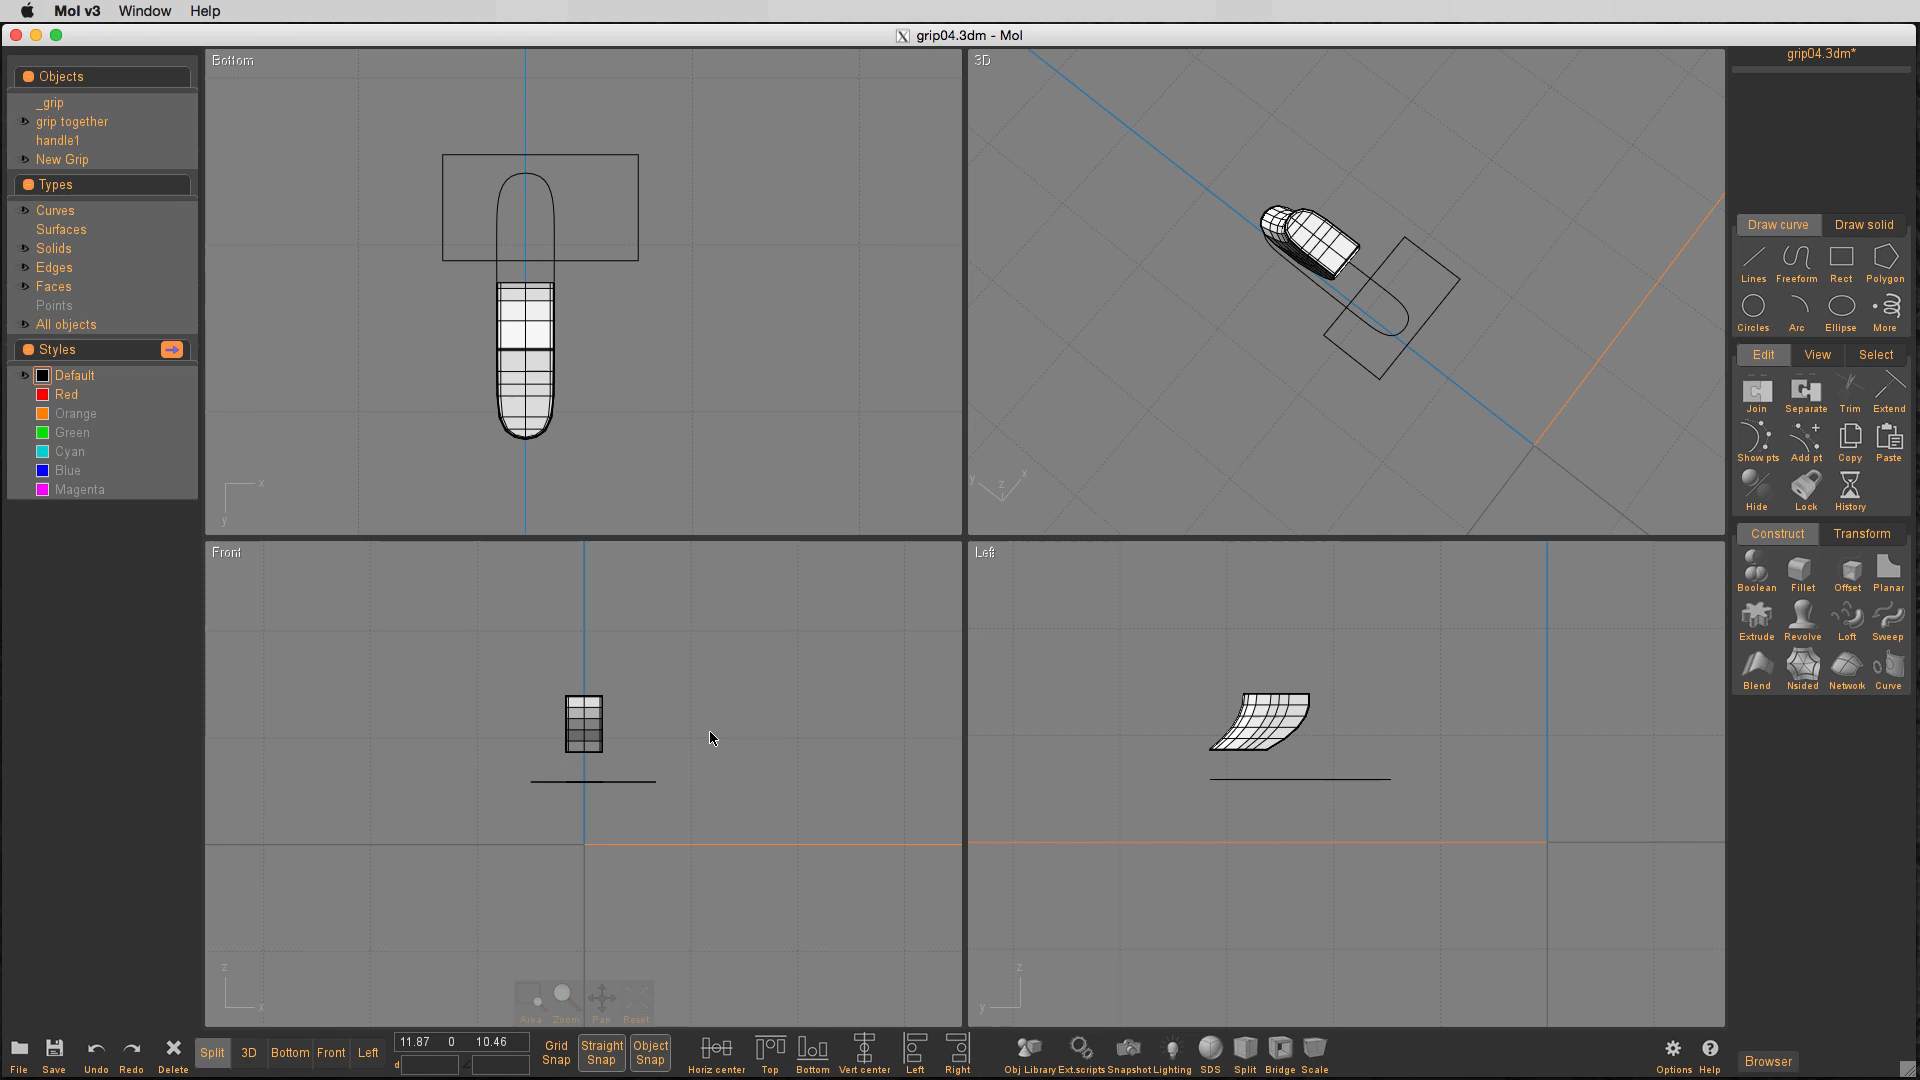 MoI v3 Window Help
grip04.3dm - MoI
Objects
_grip
grip together
handle1
New Grip
Types
Curves
Surfaces
Solids
Edges
Faces
Points
All objects
Styles
Default
Red
Orange
Green
Cyan
Blue
Magenta
Bottom
x
y
3D
y z x
Front
z
x
Area Zoom Pan Reset
Left
z
y
grip04.3dm*
Draw curve Draw solid
Lines Freeform Rect Polygon
Circles Arc Ellipse More
Edit View Select
Join Separate Trim Extend
Show pts Add pt Copy Paste
Hide Lock History
Construct Transform
Boolean Fillet Offset Planar
Extrude Revolve Loft Sweep
Blend Nsided Network Curve
File Save Undo Redo Delete
Split 3D Bottom Front Left
11.87 0 10.46
d
Grid Snap
Straight Snap
Object Snap
Horiz center Top Bottom Vert center Left Right
Obj Library Ext.scripts Snapshot Lighting SDS Split Bridge Scale
Options Help
Browser